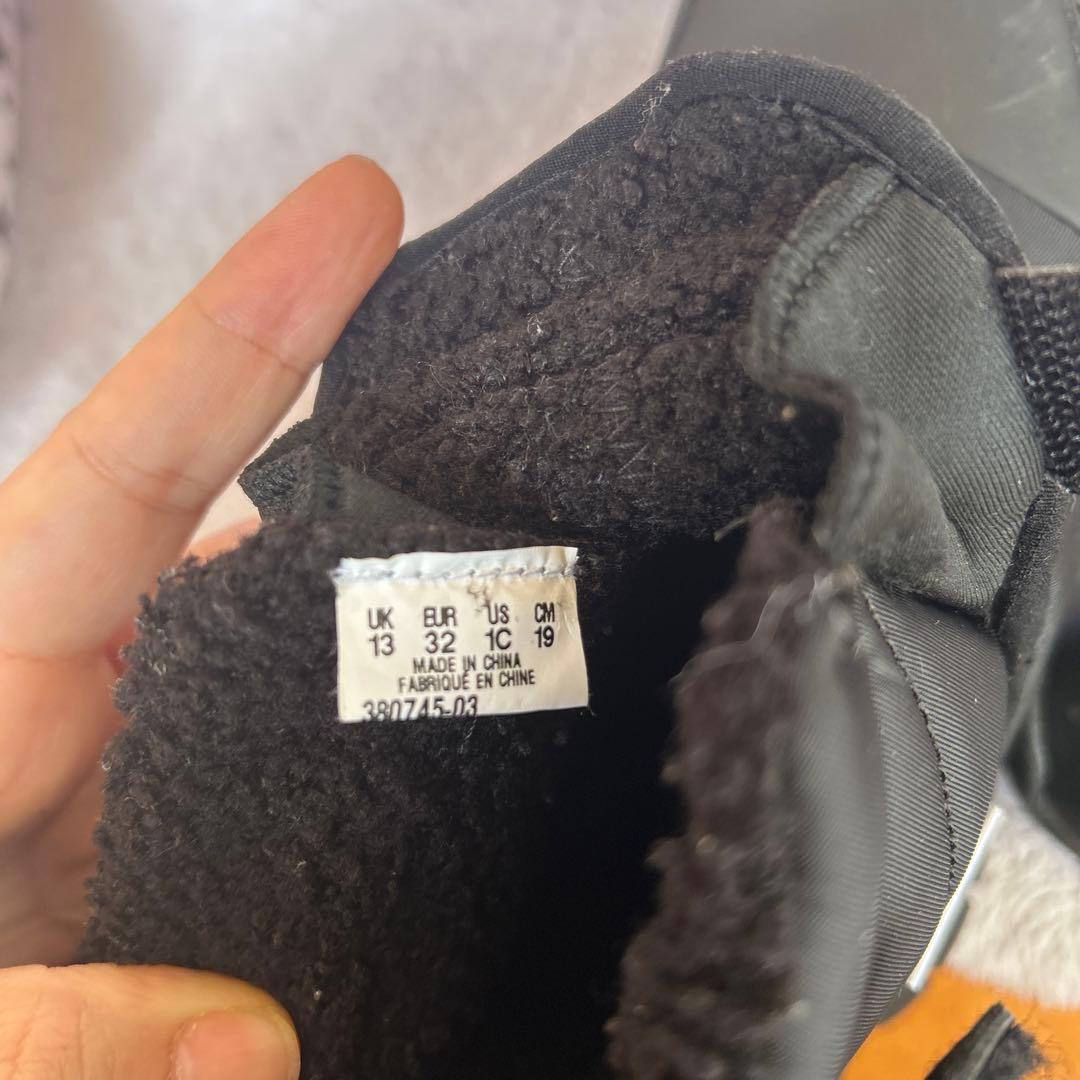 UK EUR US CM
13 32 1C 19
MADE IN CHINA
FABRIQUÉ EN CHINE
380745-03